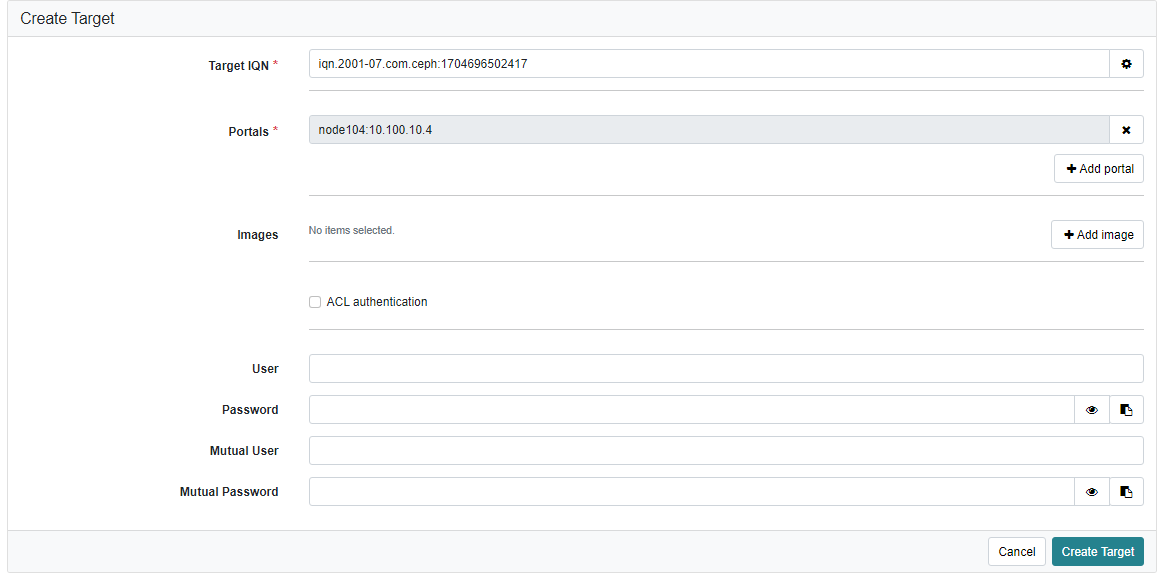 Create Target
Target IQN *
iqn.2001-07.com.ceph:1704696502417
Portals *
node104:10.100.10.4
Add portal
Images
No items selected.
Add image
ACL authentication
User
Password
Mutual User
Mutual Password
Cancel
Create Target